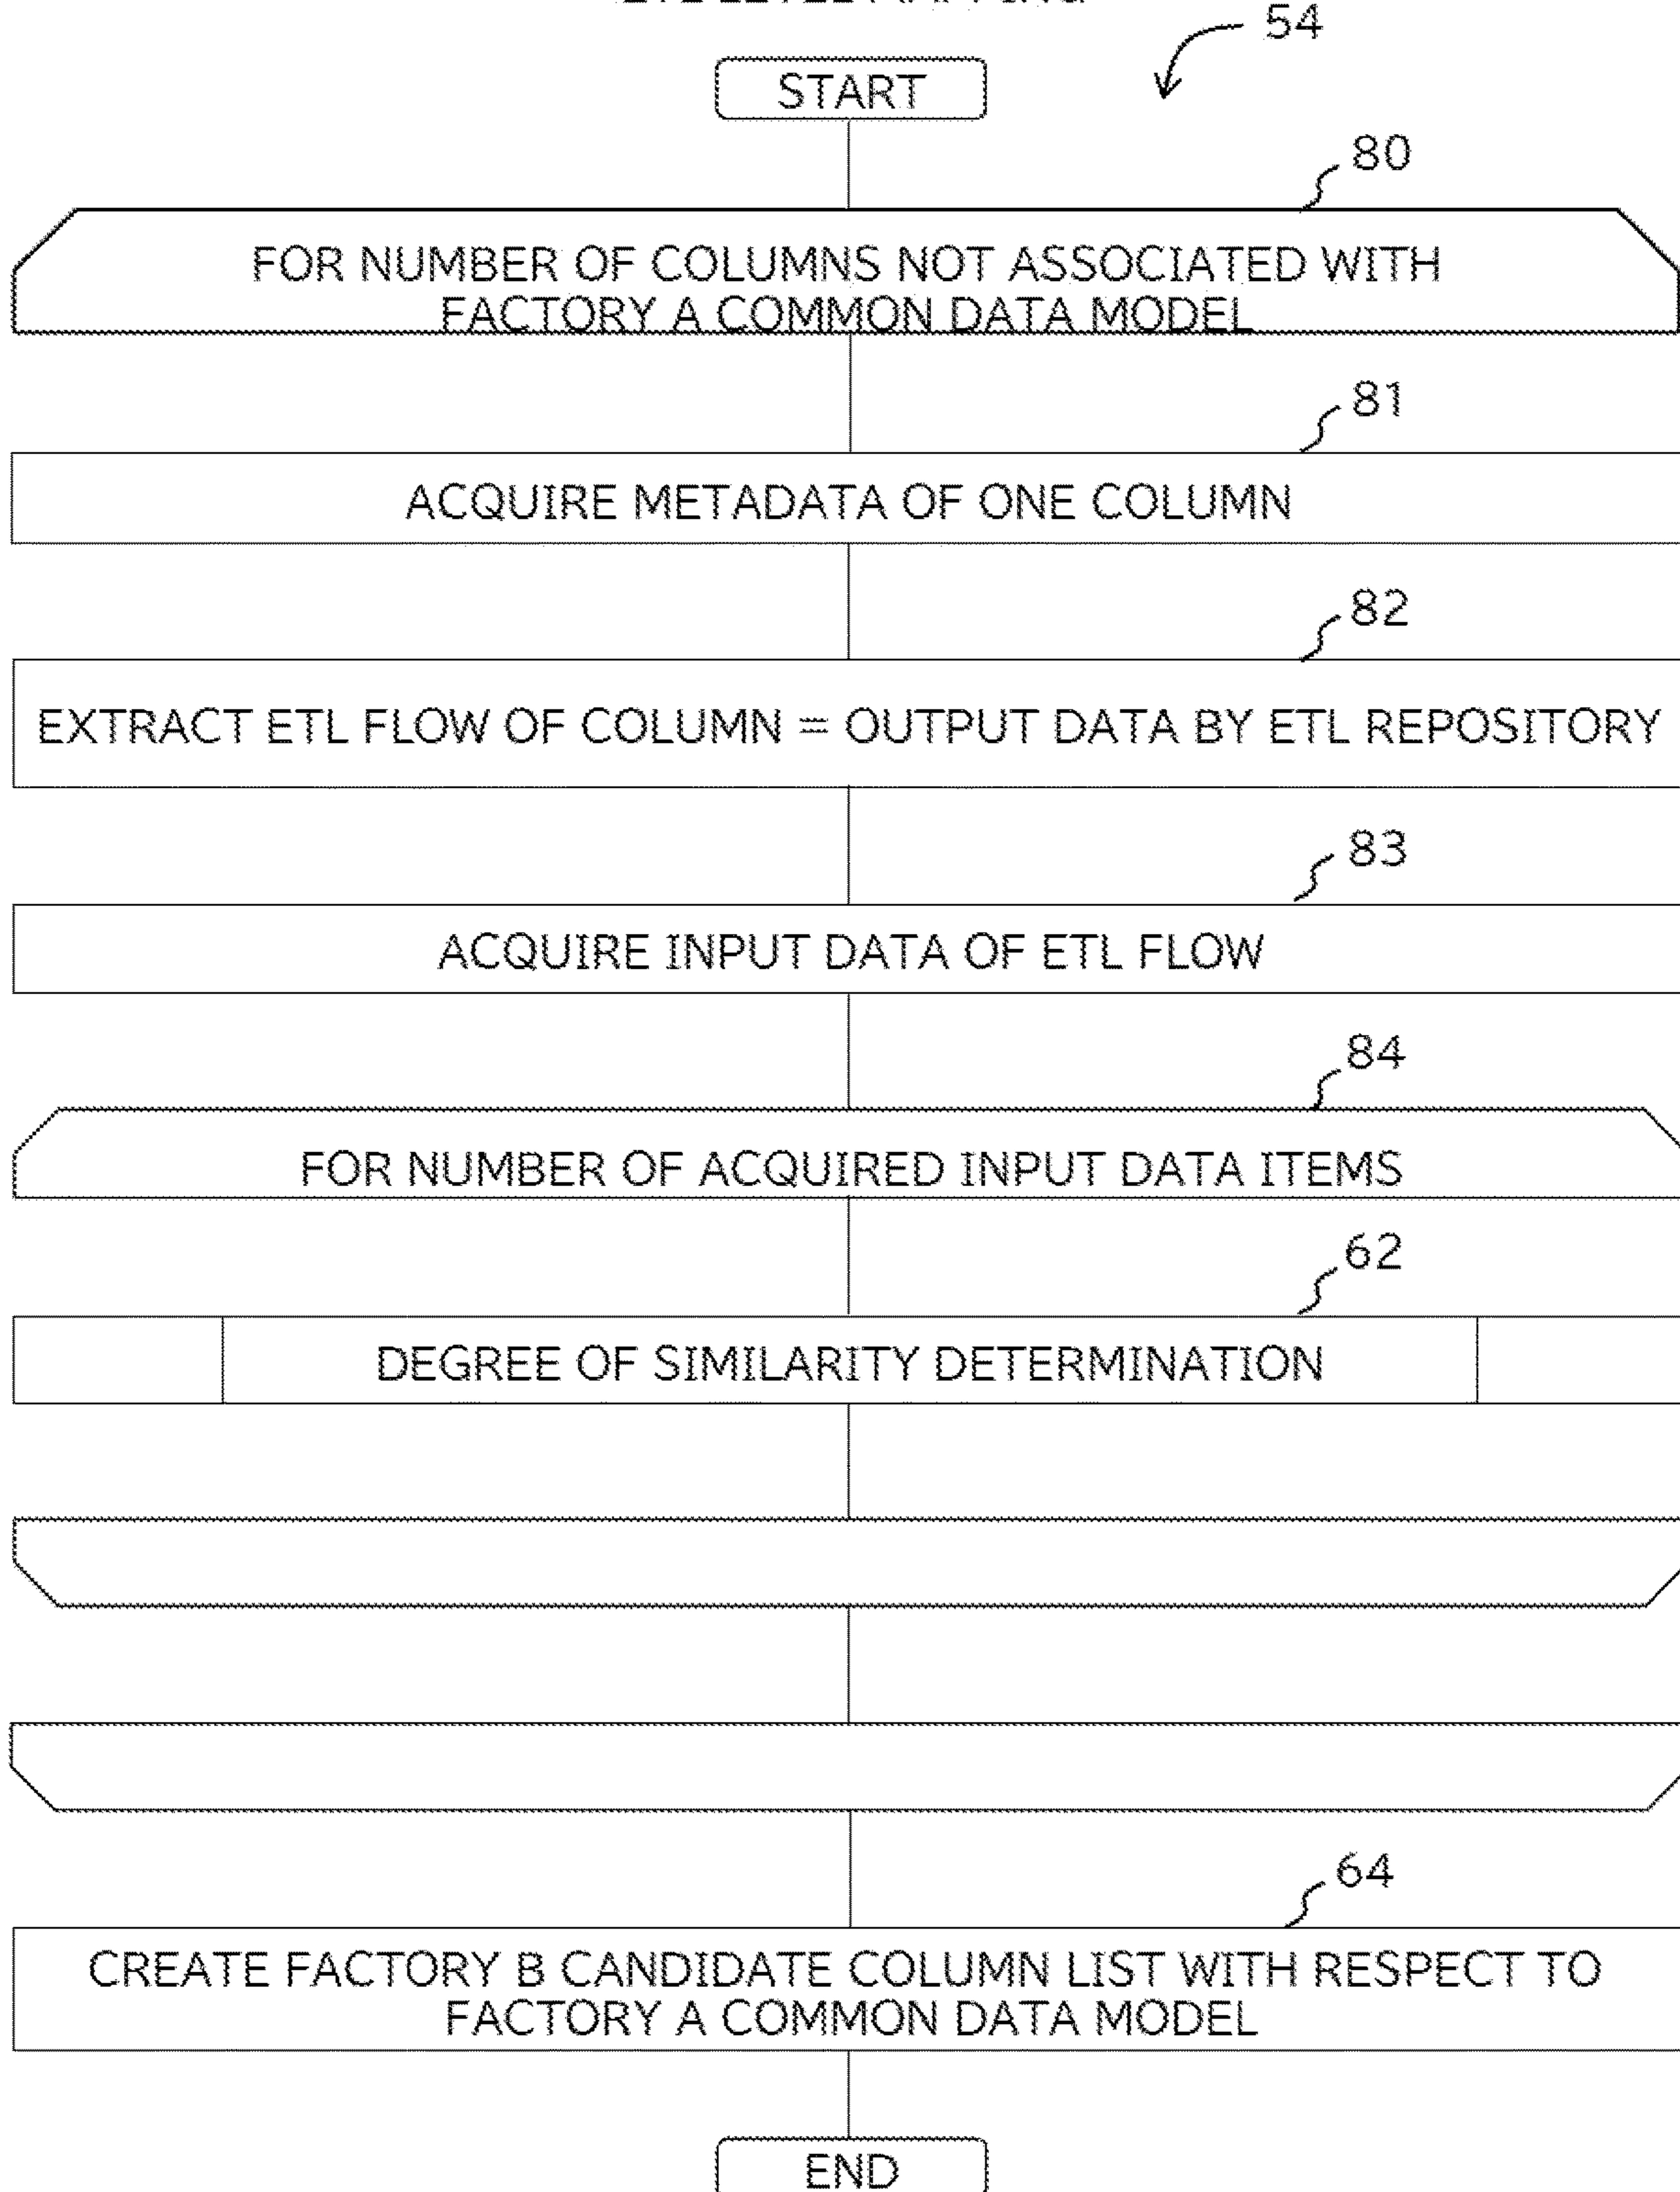 54
START
80
FOR NUMBER OF COLUMNS NOT ASSOCIATED WITH
FACTORY A COMMON DATA MODEL
81
ACQUIRE METADATA OF ONE COLUMN
82
EXTRACT ETL FLOW OF COLUMN = OUTPUT DATA BY ETL REPOSITORY
83
ACQUIRE INPUT DATA OF ETL FLOW
84
FOR NUMBER OF ACQUIRED INPUT DATA ITEMS
62
DEGREE OF SIMILARITY DETERMINATION
64
CREATE FACTORY B CANDIDATE COLUMN LIST WITH RESPECT TO
FACTORY A COMMON DATA MODEL
END